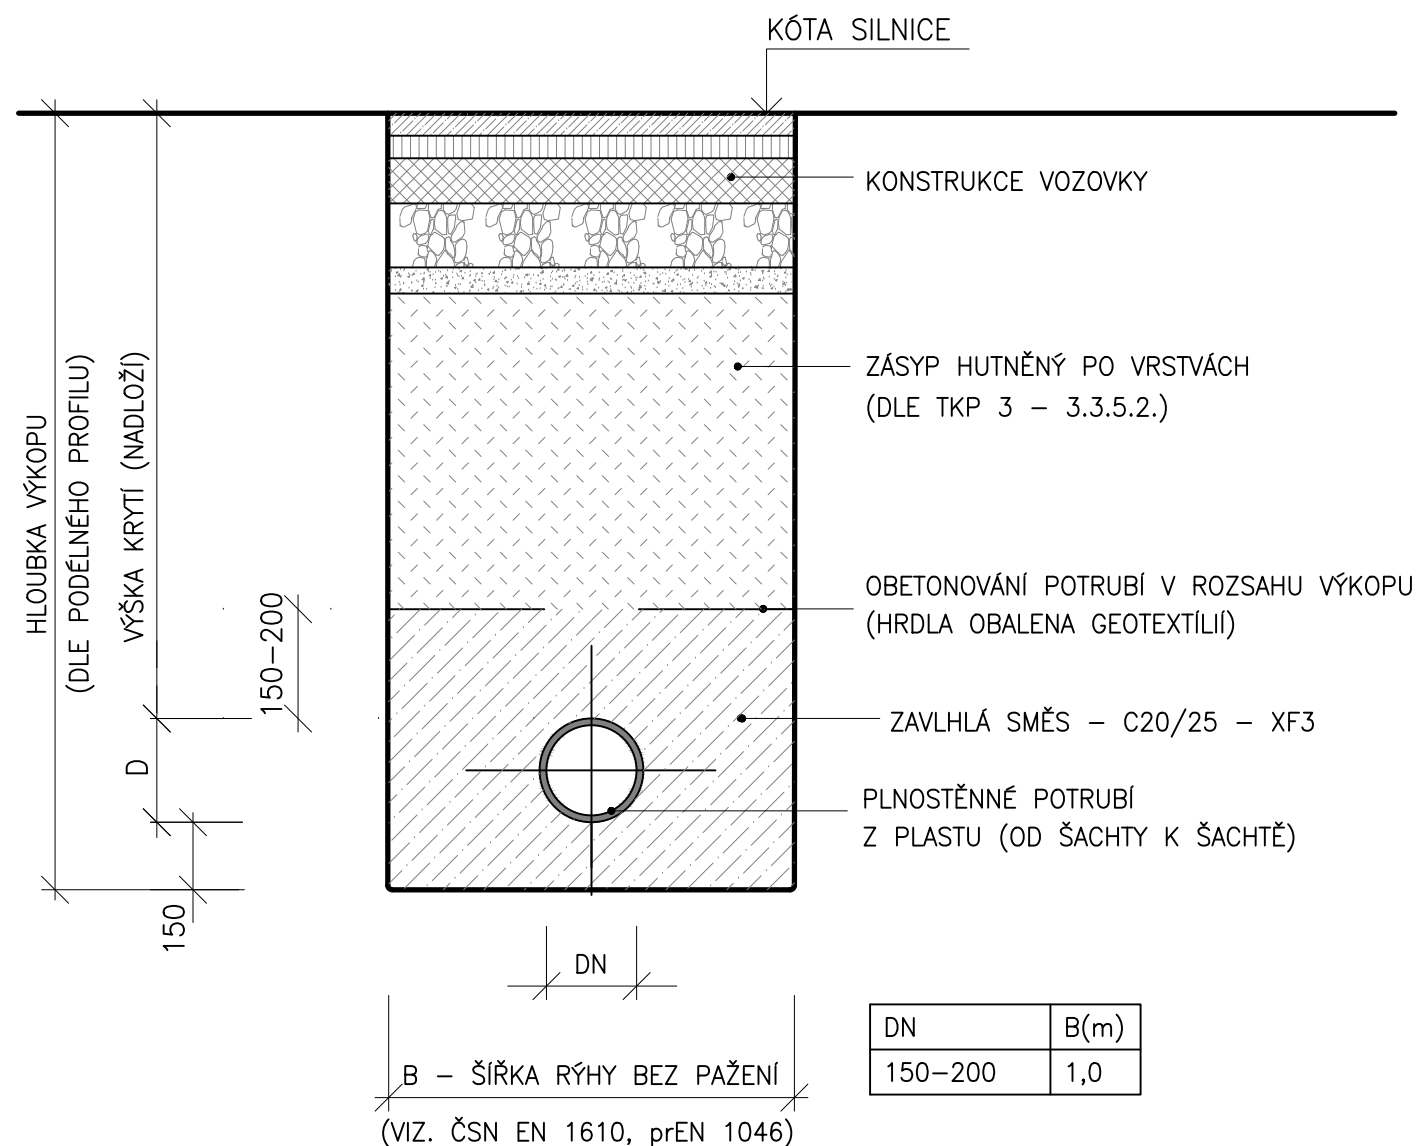 KÓTA SILNICE
KONSTRUKCE VOZOVKY
ZÁSYP HUTNĚNÝ PO VRSTVÁCH
(DLE TKP 3 – 3.3.5.2.)
HLOUBKA VÝKOPU
(DLE PODÉLNÉHO PROFILU)
VÝŠKA KRYTÍ (NADLOŽÍ)
150–200
OBETONOVÁNÍ POTRUBÍ V ROZSAHU VÝKOPU
(HRDLA OBALENA GEOTEXTÍLIÍ)
ZAVLHLÁ SMĚS – C20/25 – XF3
D
PLNOSTĚNNÉ POTRUBÍ
Z PLASTU (OD ŠACHTY K ŠACHTĚ)
150
DN
DN B(m)
150–200 1,0
B – ŠÍŘKA RÝHY BEZ PAŽENÍ
(VIZ. ČSN EN 1610, prEN 1046)